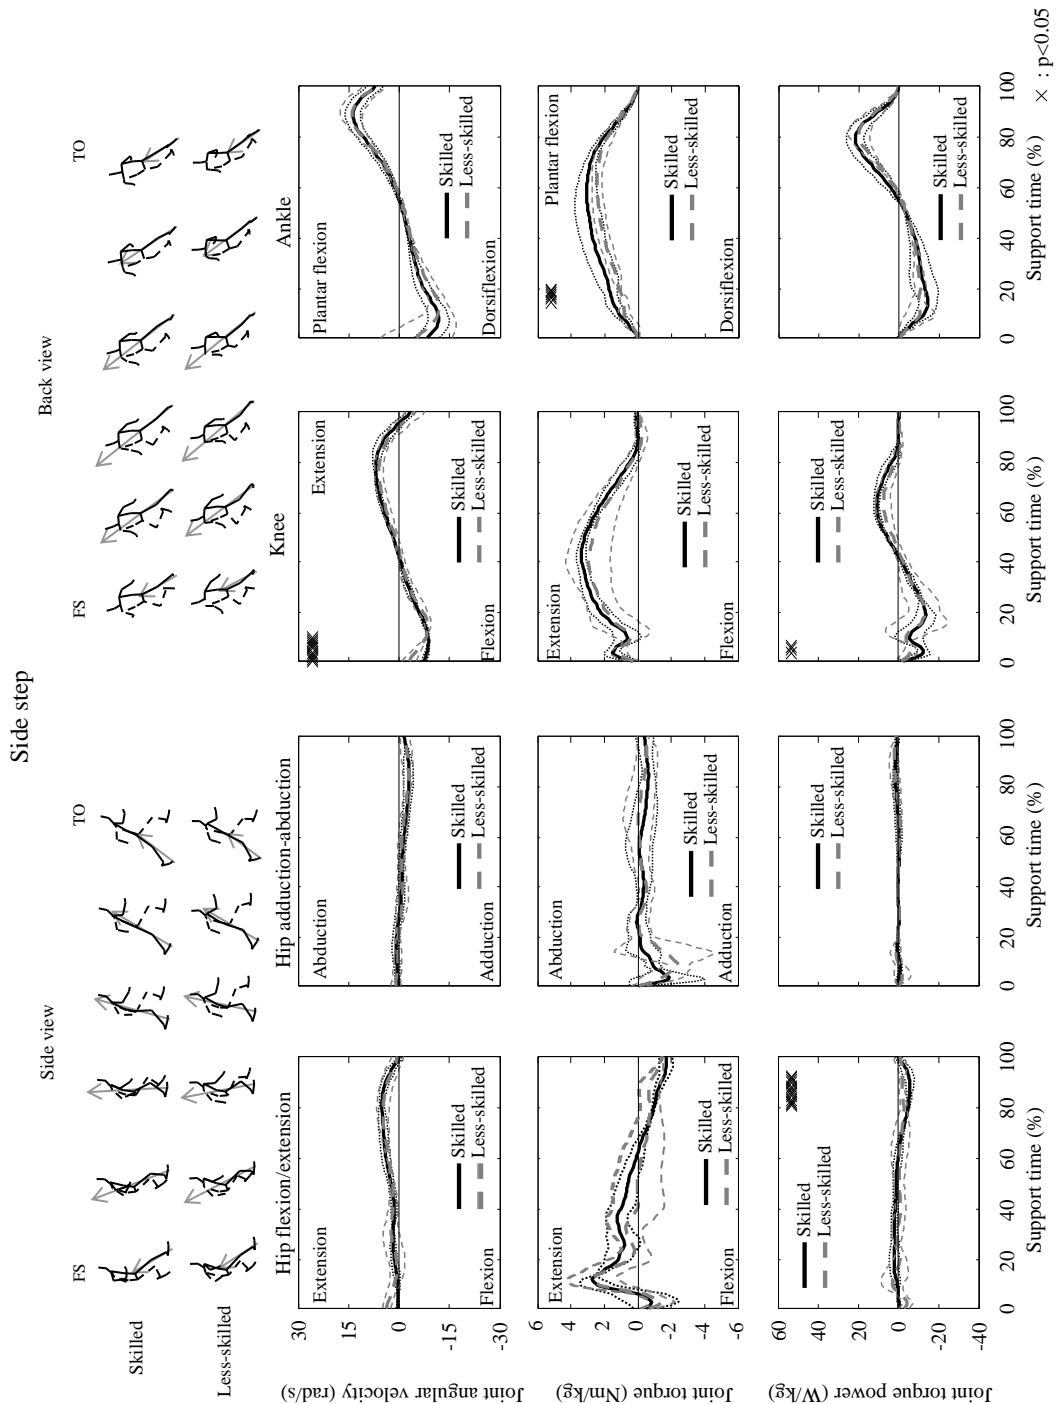 Side step
Side view
Back view
FS
TO
FS
TO
Skilled
Less-skilled
Hip flexion/extension
Hip adduction-abduction
Knee
Ankle
Joint angular velocity (rad/s)
30
15
0
-15
-30
Extension
Flexion
Skilled
Less-skilled
Abduction
Adduction
Skilled
Less-skilled
Extension
Flexion
Skilled
Less-skilled
Plantar flexion
Dorsiflexion
Skilled
Less-skilled
Joint torque (Nm/kg)
6
4
2
0
-2
-4
-6
Extension
Flexion
Skilled
Less-skilled
Abduction
Adduction
Skilled
Less-skilled
Extension
Flexion
Skilled
Less-skilled
Plantar flexion
Dorsiflexion
Skilled
Less-skilled
Joint torque power (W/kg)
60
40
20
0
-20
-40
Skilled
Less-skilled
Skilled
Less-skilled
Skilled
Less-skilled
Skilled
Less-skilled
0 20 40 60 80 100
0 20 40 60 80 100
0 20 40 60 80 100
0 20 40 60 80 100
Support time (%)
Support time (%)
Support time (%)
Support time (%)
× : p<0.05